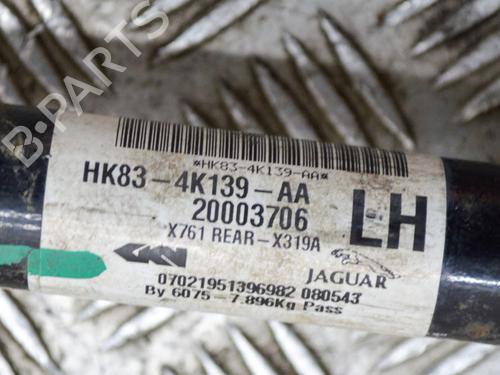 B-PARTS
*HK83-4K139-AA*
HK83-4K139-AA
20003706
LH
X761 REAR-X319A
GKN
JAGUAR
07021951396982 080543
By 6075-7.896Kg Pass